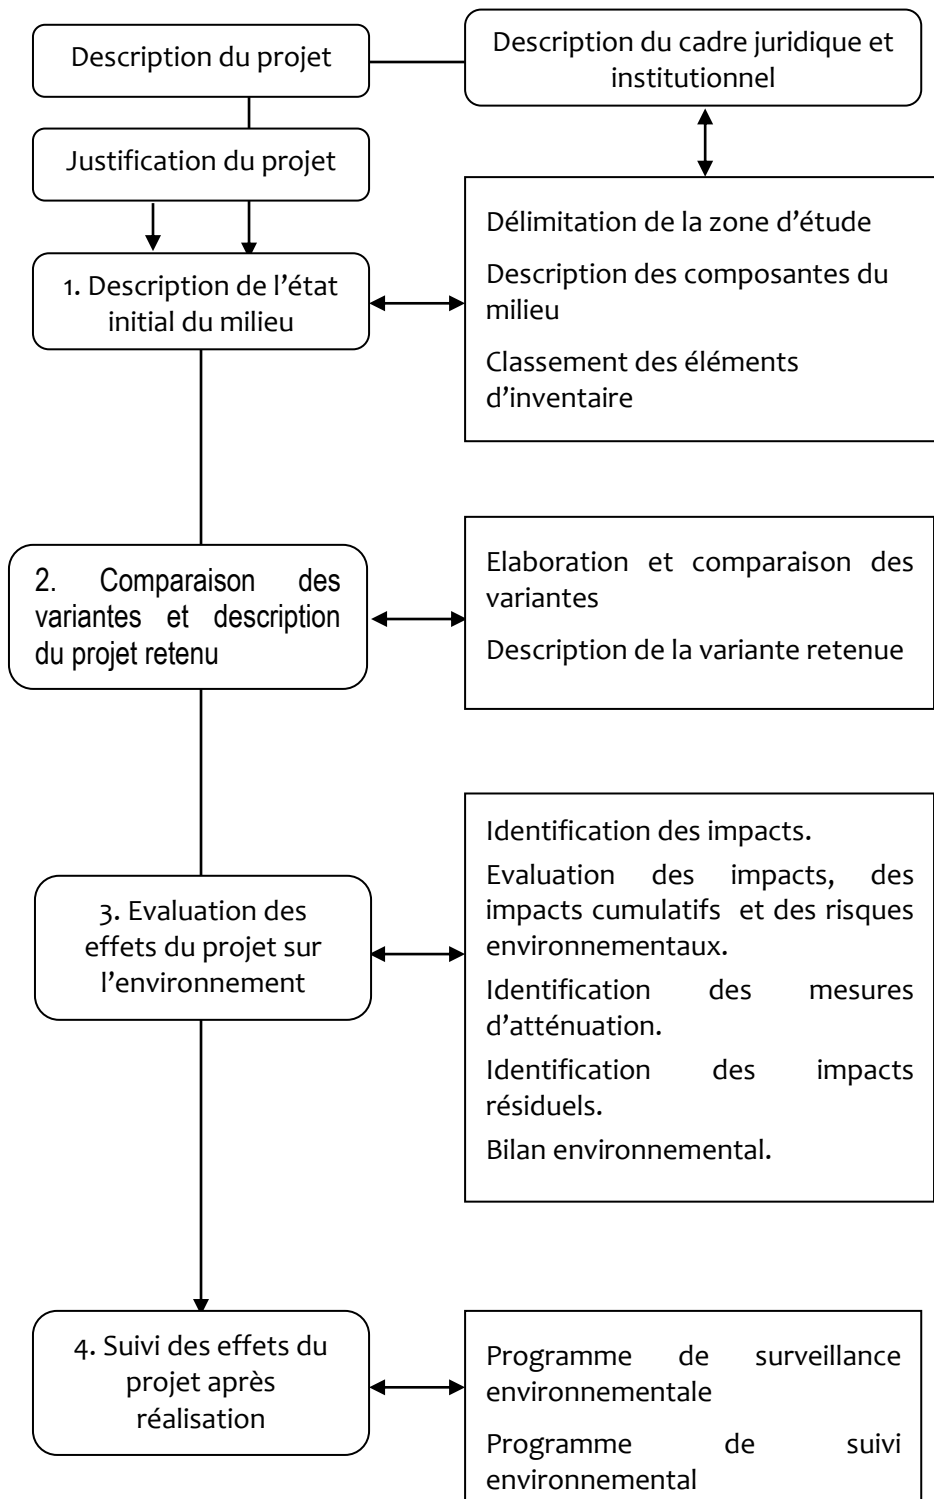 Description du projet
Description du cadre juridique et
institutionnel
Justification du projet
1. Description de l’état
initial du milieu
Délimitation de la zone d’étude
Description des composantes du
milieu
Classement des éléments
d’inventaire
2. Comparaison des
variantes et description
du projet retenu
Elaboration et comparaison des
variantes
Description de la variante retenue
3. Evaluation des
effets du projet sur
l’environnement
Identification des impacts.
Evaluation des impacts, des
impacts cumulatifs et des risques
environnementaux.
Identification des mesures
d’atténuation.
Identification des impacts
résiduels.
Bilan environnemental.
4. Suivi des effets du
projet après
réalisation
Programme de surveillance
environnementale
Programme de suivi
environnemental